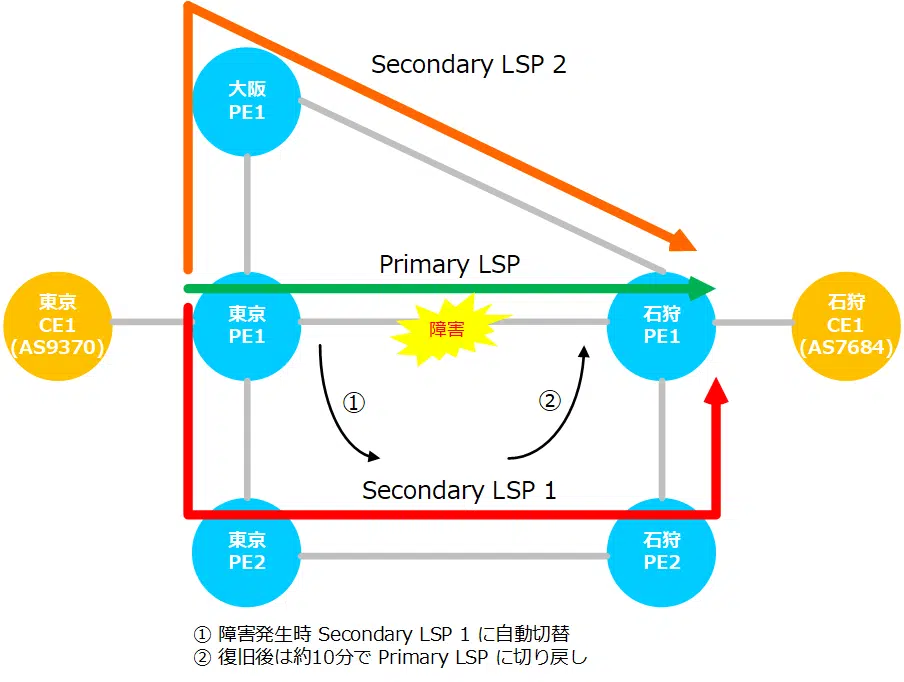 Secondary LSP 2
大阪
PE1
Primary LSP
東京
CE1
(AS9370)
東京
PE1
障害
石狩
PE1
石狩
CE1
(AS7684)
①
②
Secondary LSP 1
東京
PE2
石狩
PE2
① 障害発生時 Secondary LSP 1 に自動切替
② 復旧後は約10分で Primary LSP に切り戻し